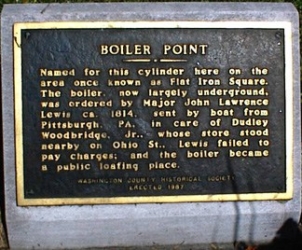 BOILER POINT
Named for this cylinder here on the
area once known as Flat Iron Square.
The boiler, now largely underground,
was ordered by Major John Lawrence
Lewis ca. 1814, sent by boat from
Pittsburgh, PA. in care of Dudley
Woodbridge, Jr., whose store stood
nearby on Ohio St.. Lewis failed to
pay charges; and the boiler became
a public loafing place.
WASHINGTON COUNTY HISTORICAL SOCIETY
ERECTED 1987